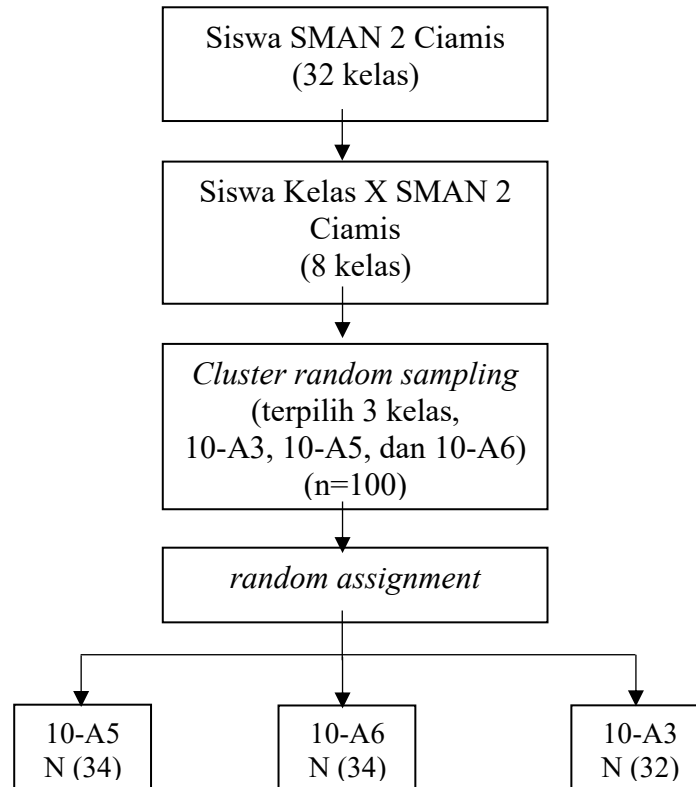 Siswa SMAN 2 Ciamis
(32 kelas)
Siswa Kelas X SMAN 2
Ciamis
(8 kelas)
Cluster random sampling
(terpilih 3 kelas,
10-A3, 10-A5, dan 10-A6)
(n=100)
random assignment
10-A5
N (34)
10-A6
N (34)
10-A3
N (32)